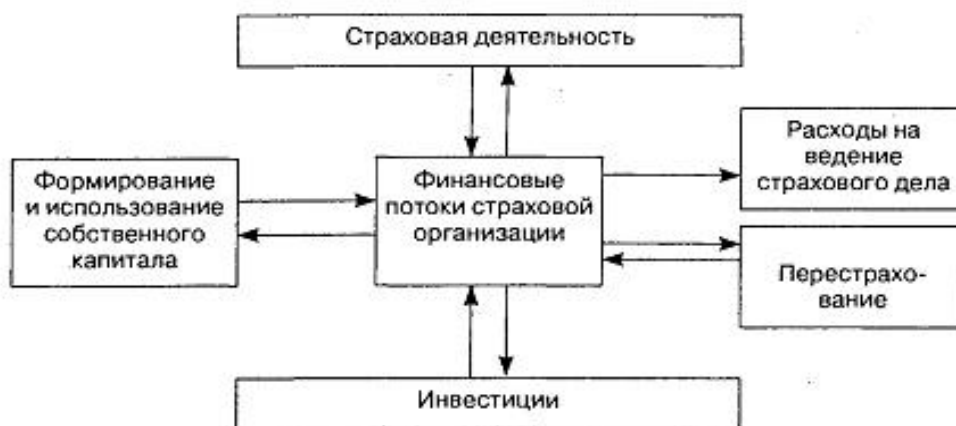 Страховая деятельность
Формирование
и использование
собственного
капитала
Финансовые
потоки страховой
организации
Расходы на
ведение
страхового дела
Перестрахо-
вание
Инвестиции